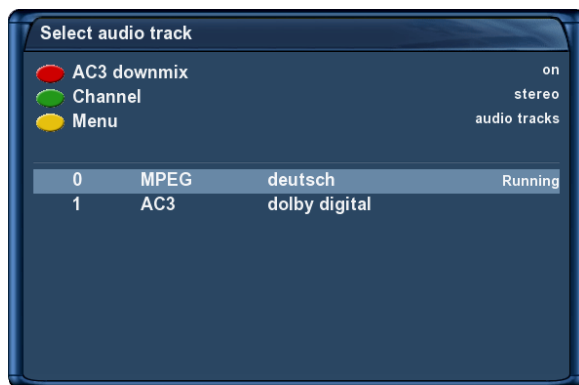 Select audio track
AC3 downmix on
Channel stereo
Menu audio tracks
0 MPEG deutsch Running
1 AC3 dolby digital